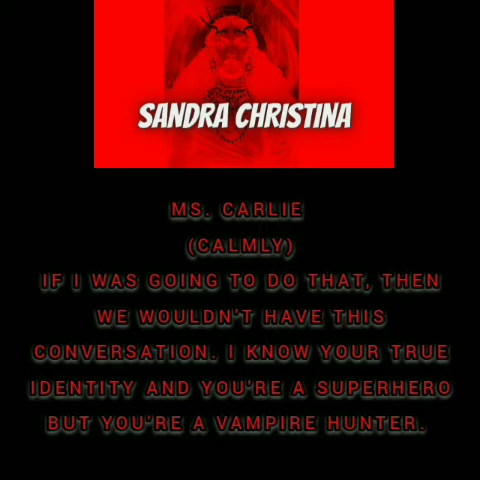 SANDRA CHRISTINA
MS. CARLIE
(CALMLY)
IF I WAS GOING TO DO THAT, THEN
WE WOULDN'T HAVE THIS
CONVERSATION. I KNOW YOUR TRUE
IDENTITY AND YOU'RE A SUPERHERO
BUT YOU'RE A VAMPIRE HUNTER.